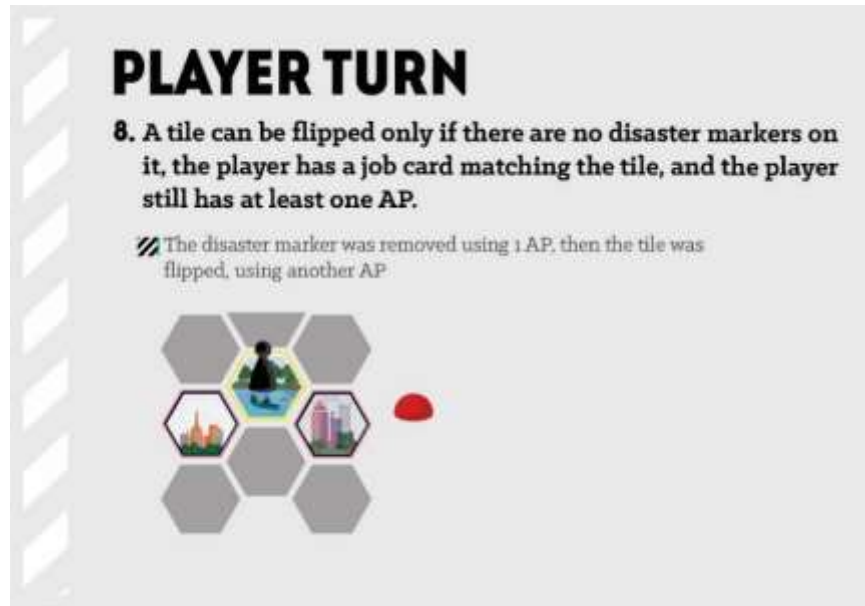 PLAYER TURN
8. A tile can be flipped only if there are no disaster markers on
it, the player has a job card matching the tile, and the player
still has at least one AP.
The disaster marker was removed using 1 AP, then the tile was
flipped, using another AP